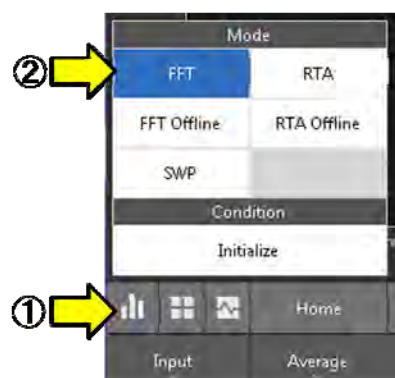 Mode
② FFT RTA
FFT Offline RTA Offline
SWP
Condition
Initialize
① Home
Input Average